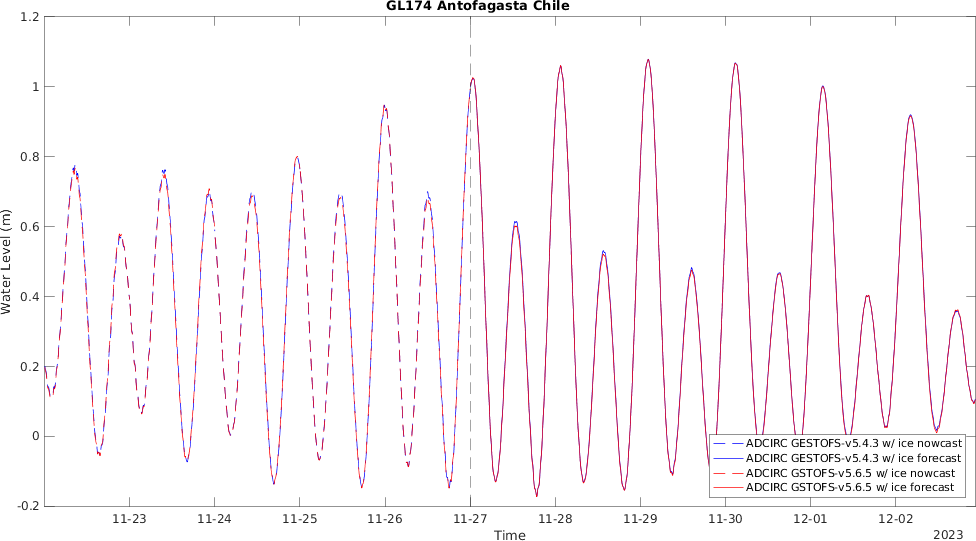 GL174 Antofagasta Chile
1.2
1
0.8
0.6
0.4
0.2
0
-0.2
Water Level (m)
11-23 11-24 11-25 11-26 11-27 11-28 11-29 11-30 12-01 12-02
Time
2023
ADCIRC GESTOFS-v5.4.3 w/ ice nowcast
ADCIRC GESTOFS-v5.4.3 w/ ice forecast
ADCIRC GSTOFS-v5.6.5 w/ ice nowcast
ADCIRC GSTOFS-v5.6.5 w/ ice forecast